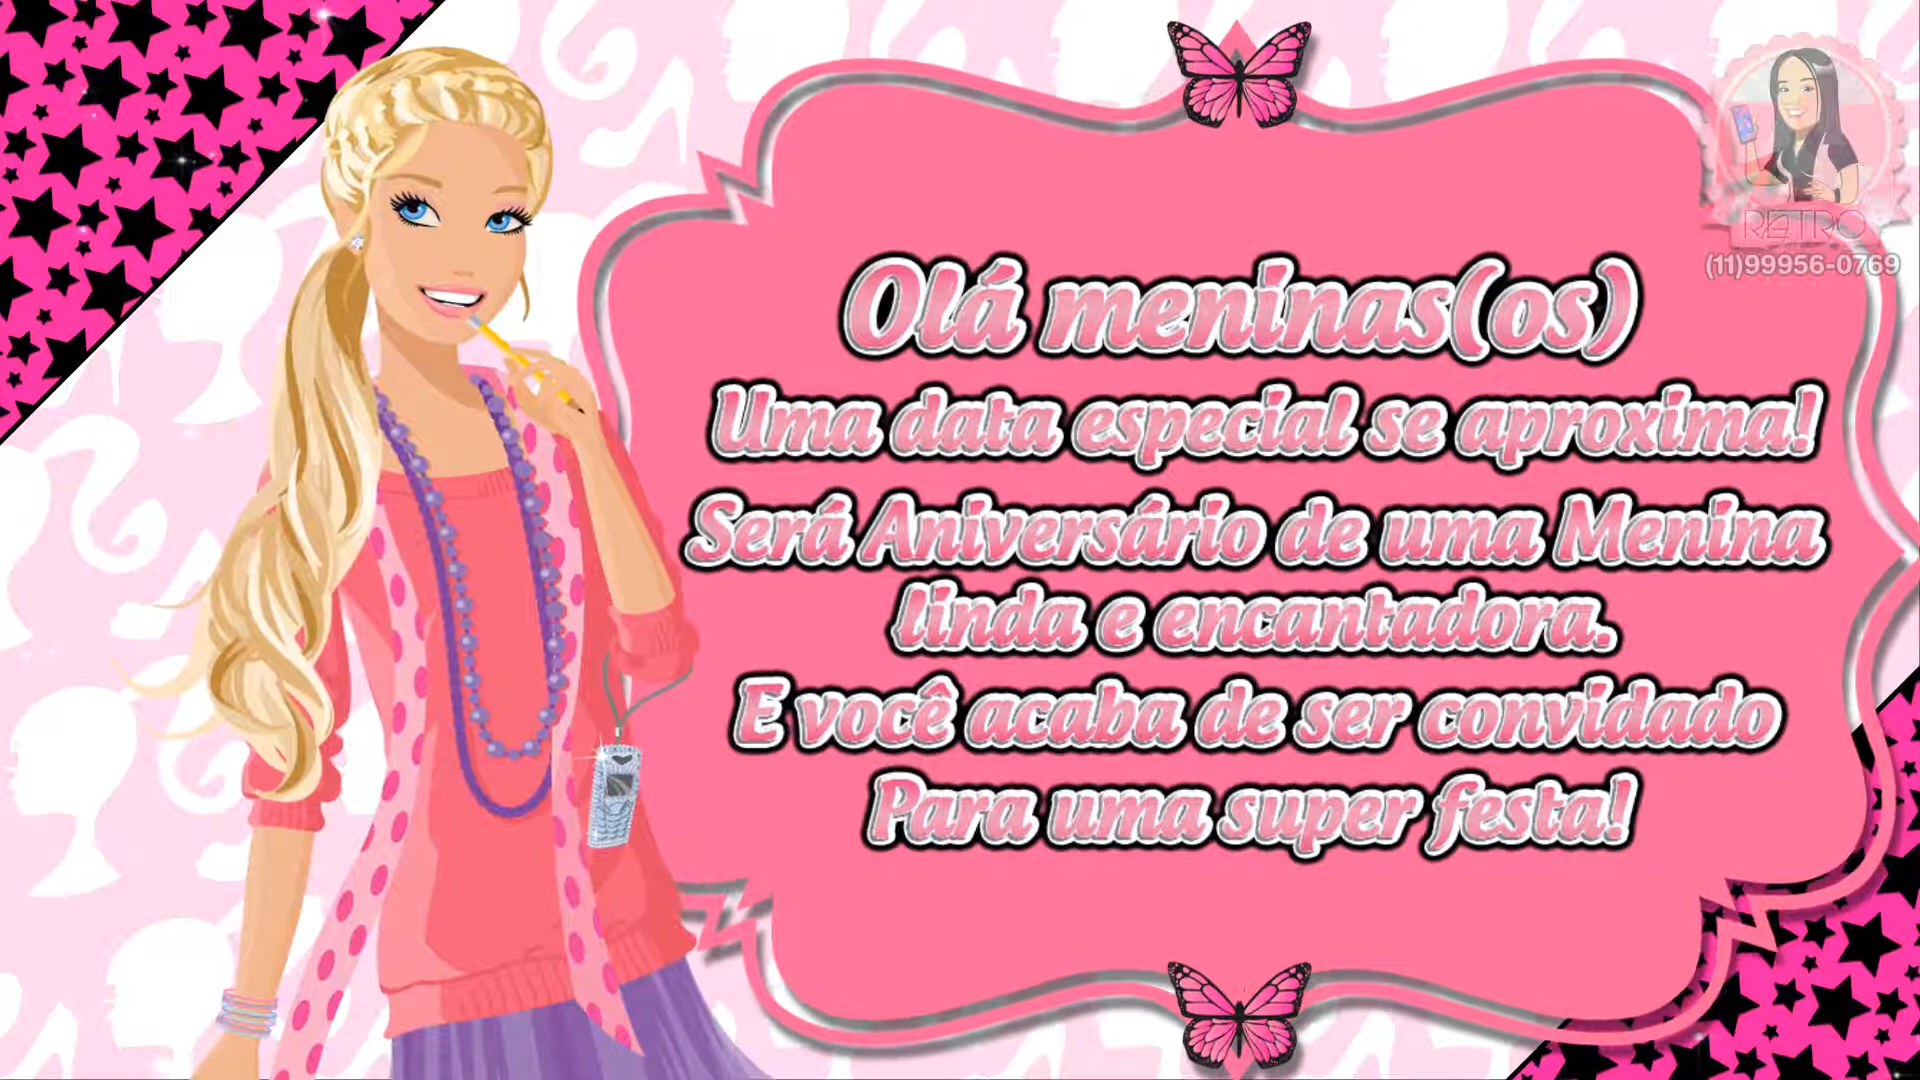 RETRO
(11)99956-0769
Olá meninas(os)
Uma data especial se aproxima!
Será Aniversário de uma Menina
linda e encantadora.
E você acaba de ser convidado
Para uma super festa!